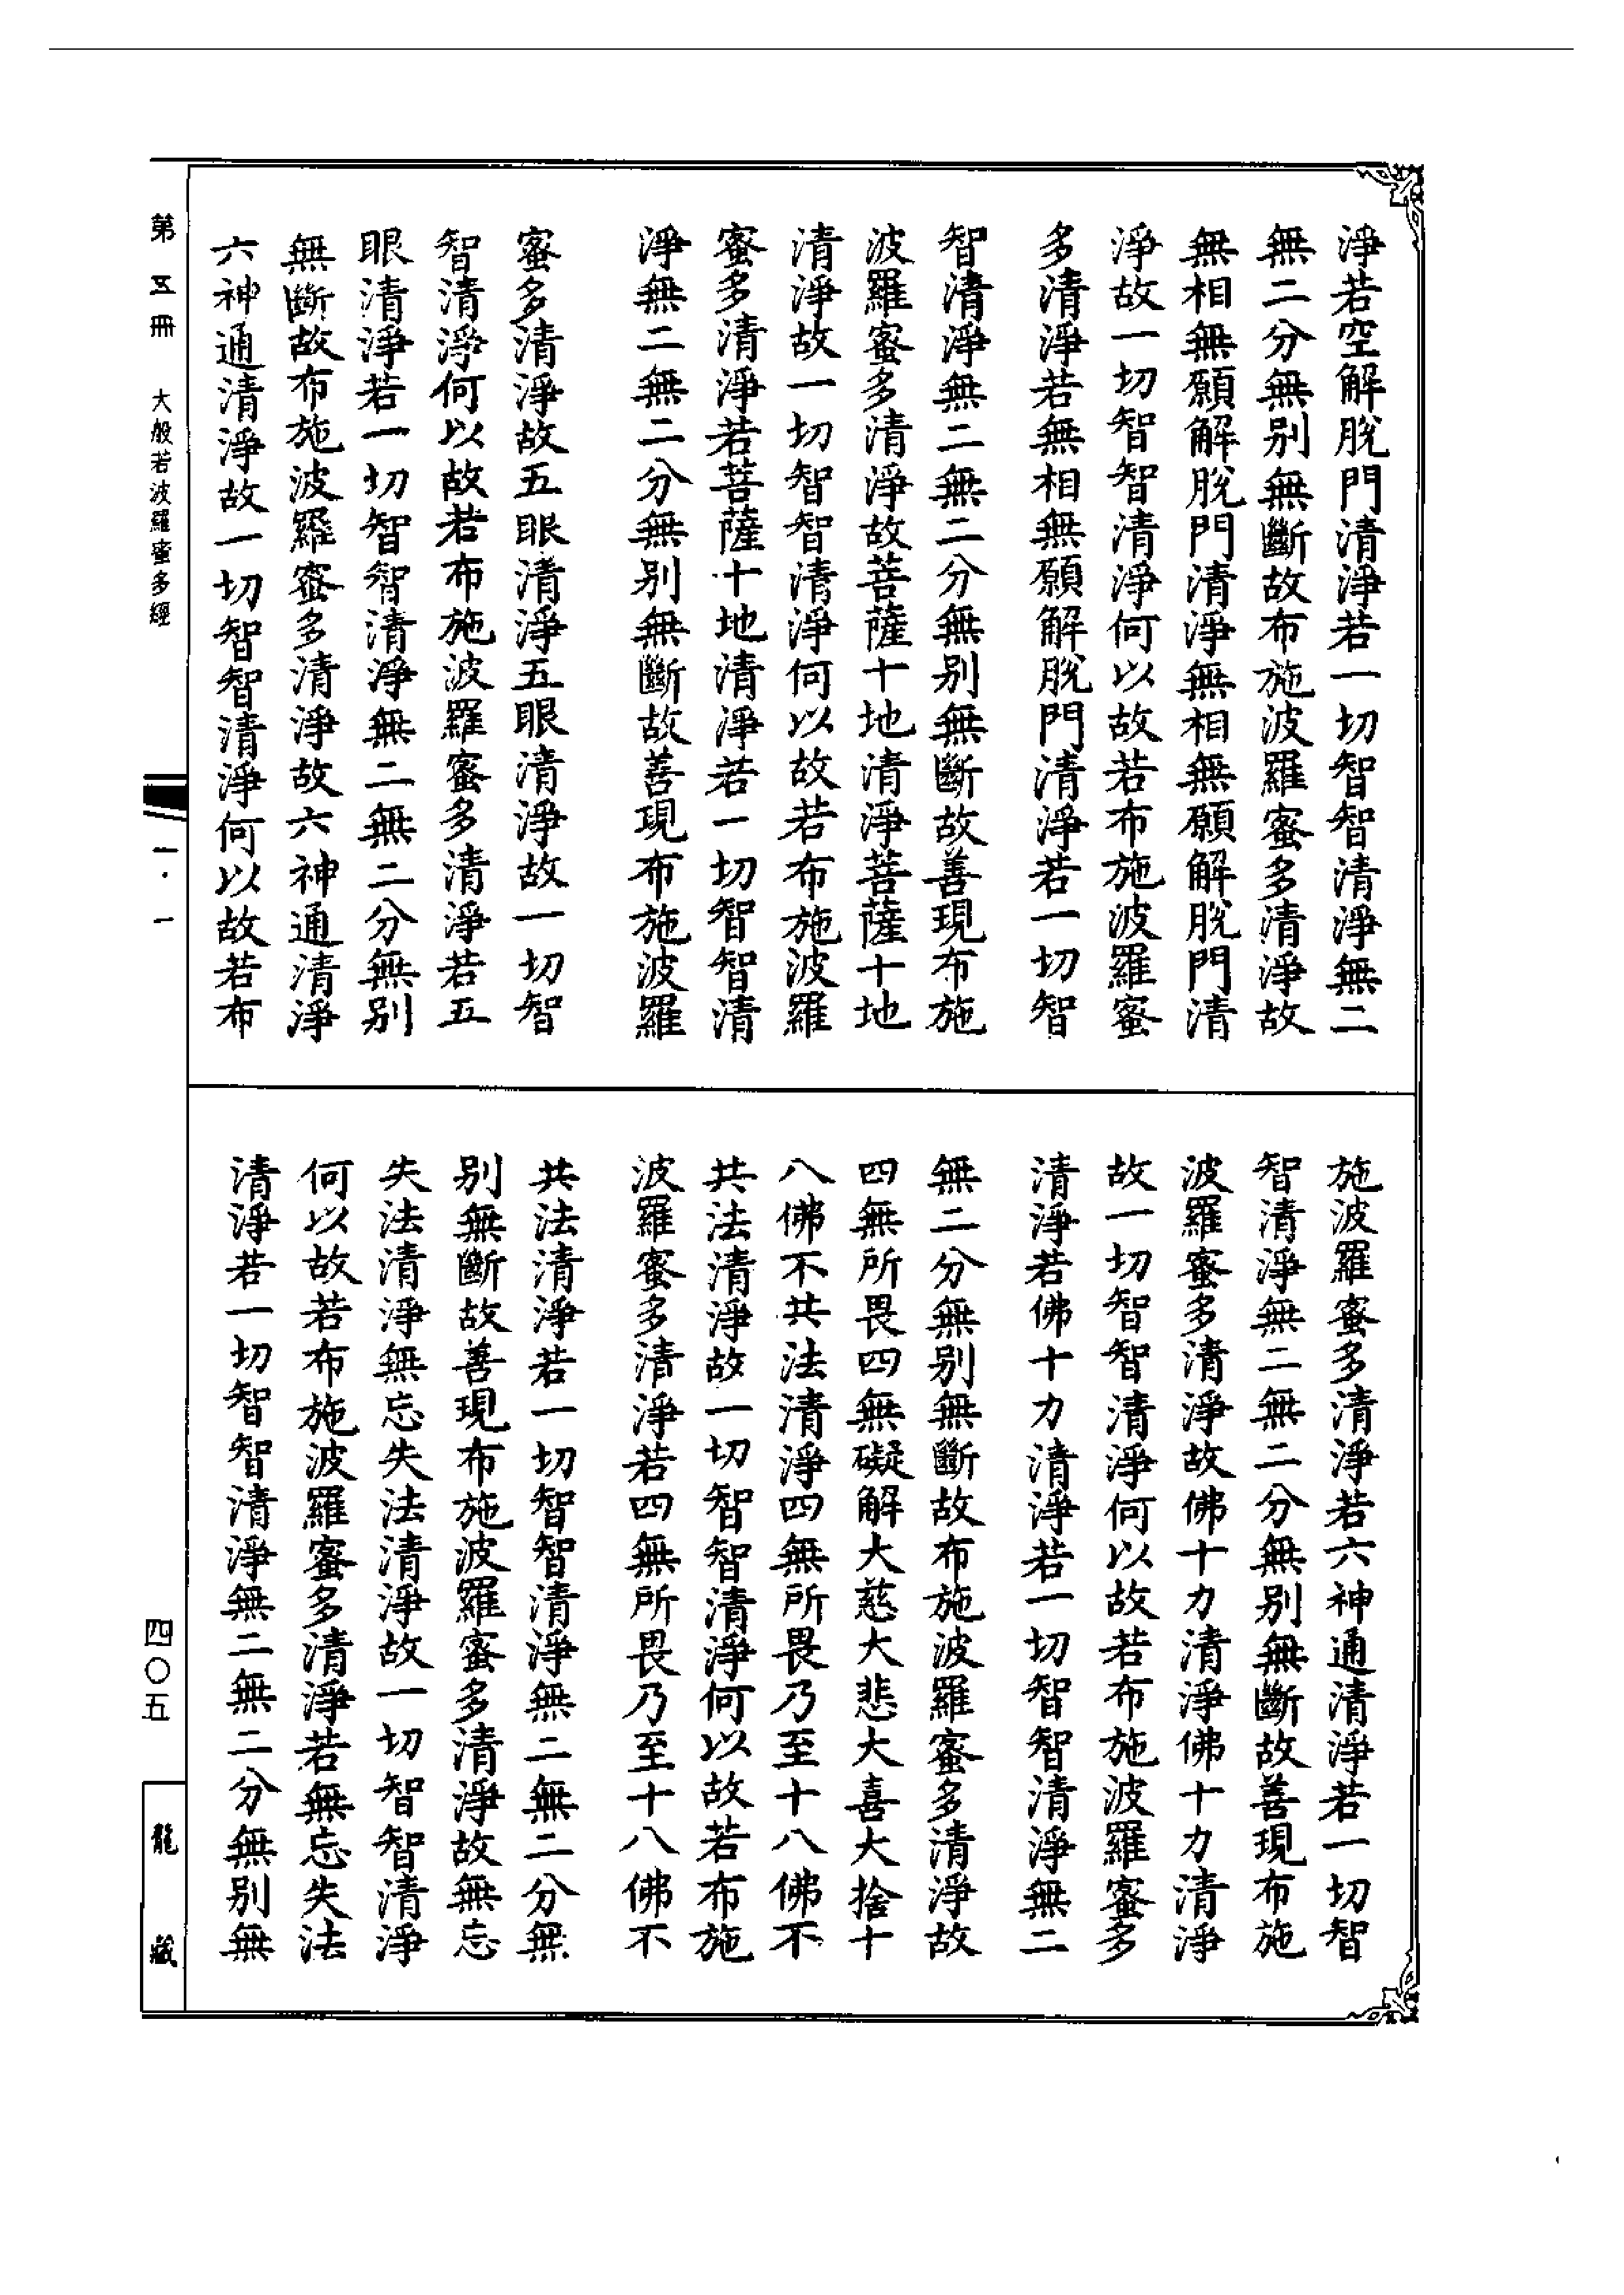 淨若空解脫門清淨若一切智智清淨無二
無二分無別無斷故布施波羅蜜多清淨故
無相無願解脫門清淨無相無願解脫門清
淨故一切智智清淨何以故若布施波羅蜜
多清淨若無相無願解脫門清淨若一切智
智清淨無二無二分無別無斷故善現布施
波羅蜜多清淨故菩薩十地清淨菩薩十地
清淨故一切智智清淨何以故若布施波羅
蜜多清淨若菩薩十地清淨若一切智智清
淨無二無二分無別無斷故善現布施波羅
蜜多清淨故五眼清淨五眼清淨故一切智
智清淨何以故若布施波羅蜜多清淨若五
眼清淨若一切智智清淨無二無二分無別
無斷故布施波羅蜜多清淨故六神通清淨
六神通清淨故一切智智清淨何以故若布
施波羅蜜多清淨若六神通清淨若一切智
智清淨無二無二分無別無斷故善現布施
波羅蜜多清淨故佛十力清淨佛十力清淨
故一切智智清淨何以故若布施波羅蜜多
清淨若佛十力清淨若一切智智清淨無二
無二分無別無斷故布施波羅蜜多清淨故
四無所畏四無礙解大慈大悲大喜大捨十
八佛不共法清淨四無所畏乃至十八佛不
共法清淨故一切智智清淨何以故若布施
波羅蜜多清淨若四無所畏乃至十八佛不
共法清淨若一切智智清淨無二無二分無
別無斷故善現布施波羅蜜多清淨故無忘
失法清淨無忘失法清淨故一切智智清淨
何以故若布施波羅蜜多清淨若無忘失法
清淨若一切智智清淨無二無二分無別無
第五冊 大般若波羅蜜多經
一·一
四〇五
龍藏